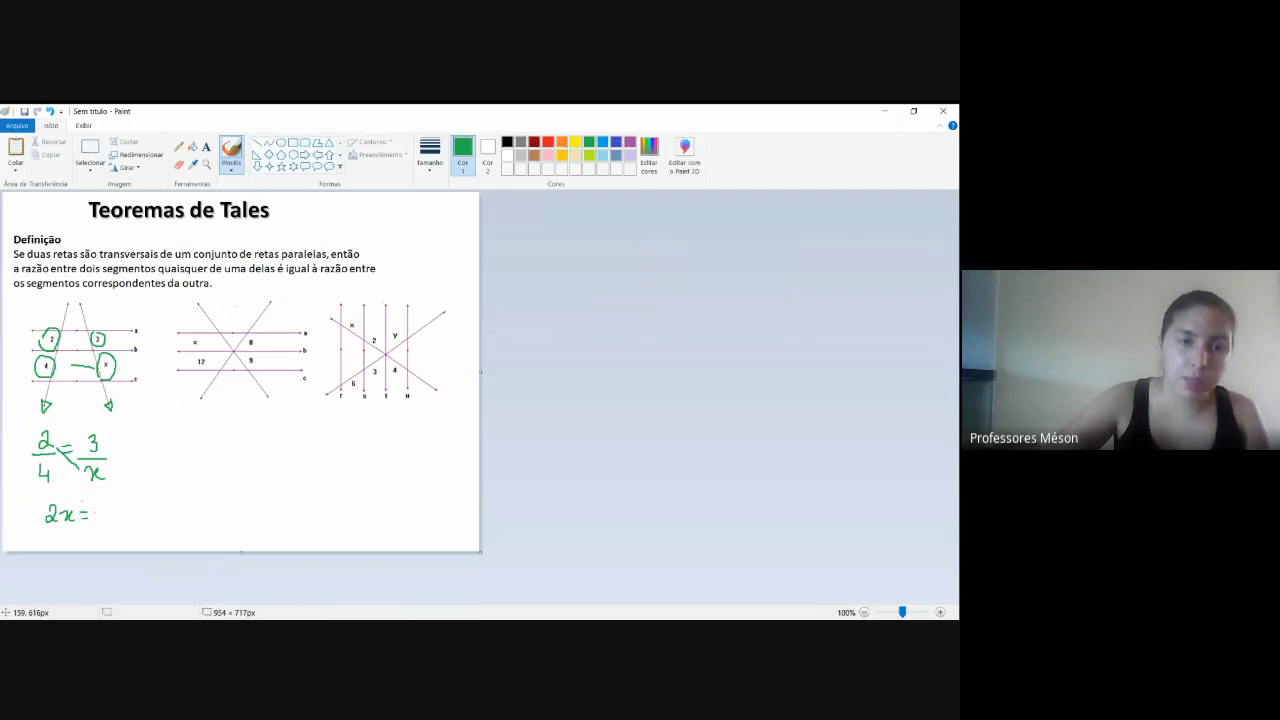 Sem título - Paint
Arquivo Início Exibir
Colar
Recortar
Copiar
Área de Transferência
Selecionar
Cortar
Redimensionar
Girar
Imagem
Ferramentas
Pincéis
Contorno
Preenchimento
Formas
Tamanho
Cor 1
Cor 2
Editar cores
Editar com o Paint 3D
Cores
Teoremas de Tales
Definição
Se duas retas são transversais de um conjunto de retas paralelas, então
a razão entre dois segmentos quaisquer de uma delas é igual à razão entre
os segmentos correspondentes da outra.
2 3
4 x
b
c
x 8 a
12 9 b
c
x 2 y
6 3 4
r s t u
2/4 = 3/x
2x =
159, 616px
954 × 717px
100%
Professores Méson